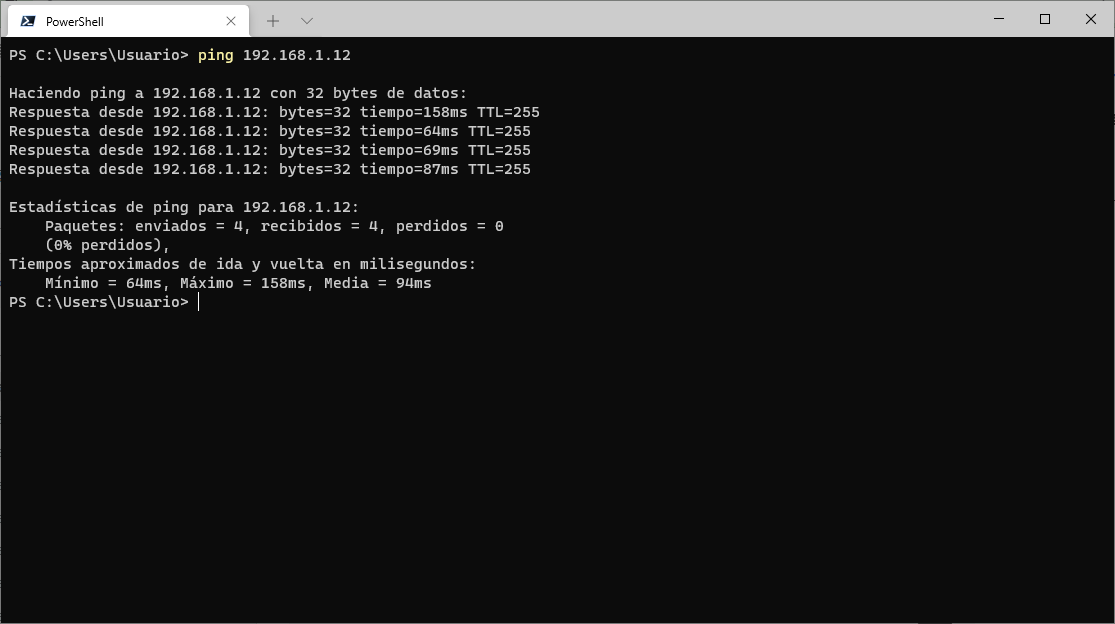 PowerShell
PS C:\Users\Usuario> ping 192.168.1.12
Haciendo ping a 192.168.1.12 con 32 bytes de datos:
Respuesta desde 192.168.1.12: bytes=32 tiempo=158ms TTL=255
Respuesta desde 192.168.1.12: bytes=32 tiempo=64ms TTL=255
Respuesta desde 192.168.1.12: bytes=32 tiempo=69ms TTL=255
Respuesta desde 192.168.1.12: bytes=32 tiempo=87ms TTL=255
Estadísticas de ping para 192.168.1.12:
    Paquetes: enviados = 4, recibidos = 4, perdidos = 0
    (0% perdidos),
Tiempos aproximados de ida y vuelta en milisegundos:
    Mínimo = 64ms, Máximo = 158ms, Media = 94ms
PS C:\Users\Usuario>